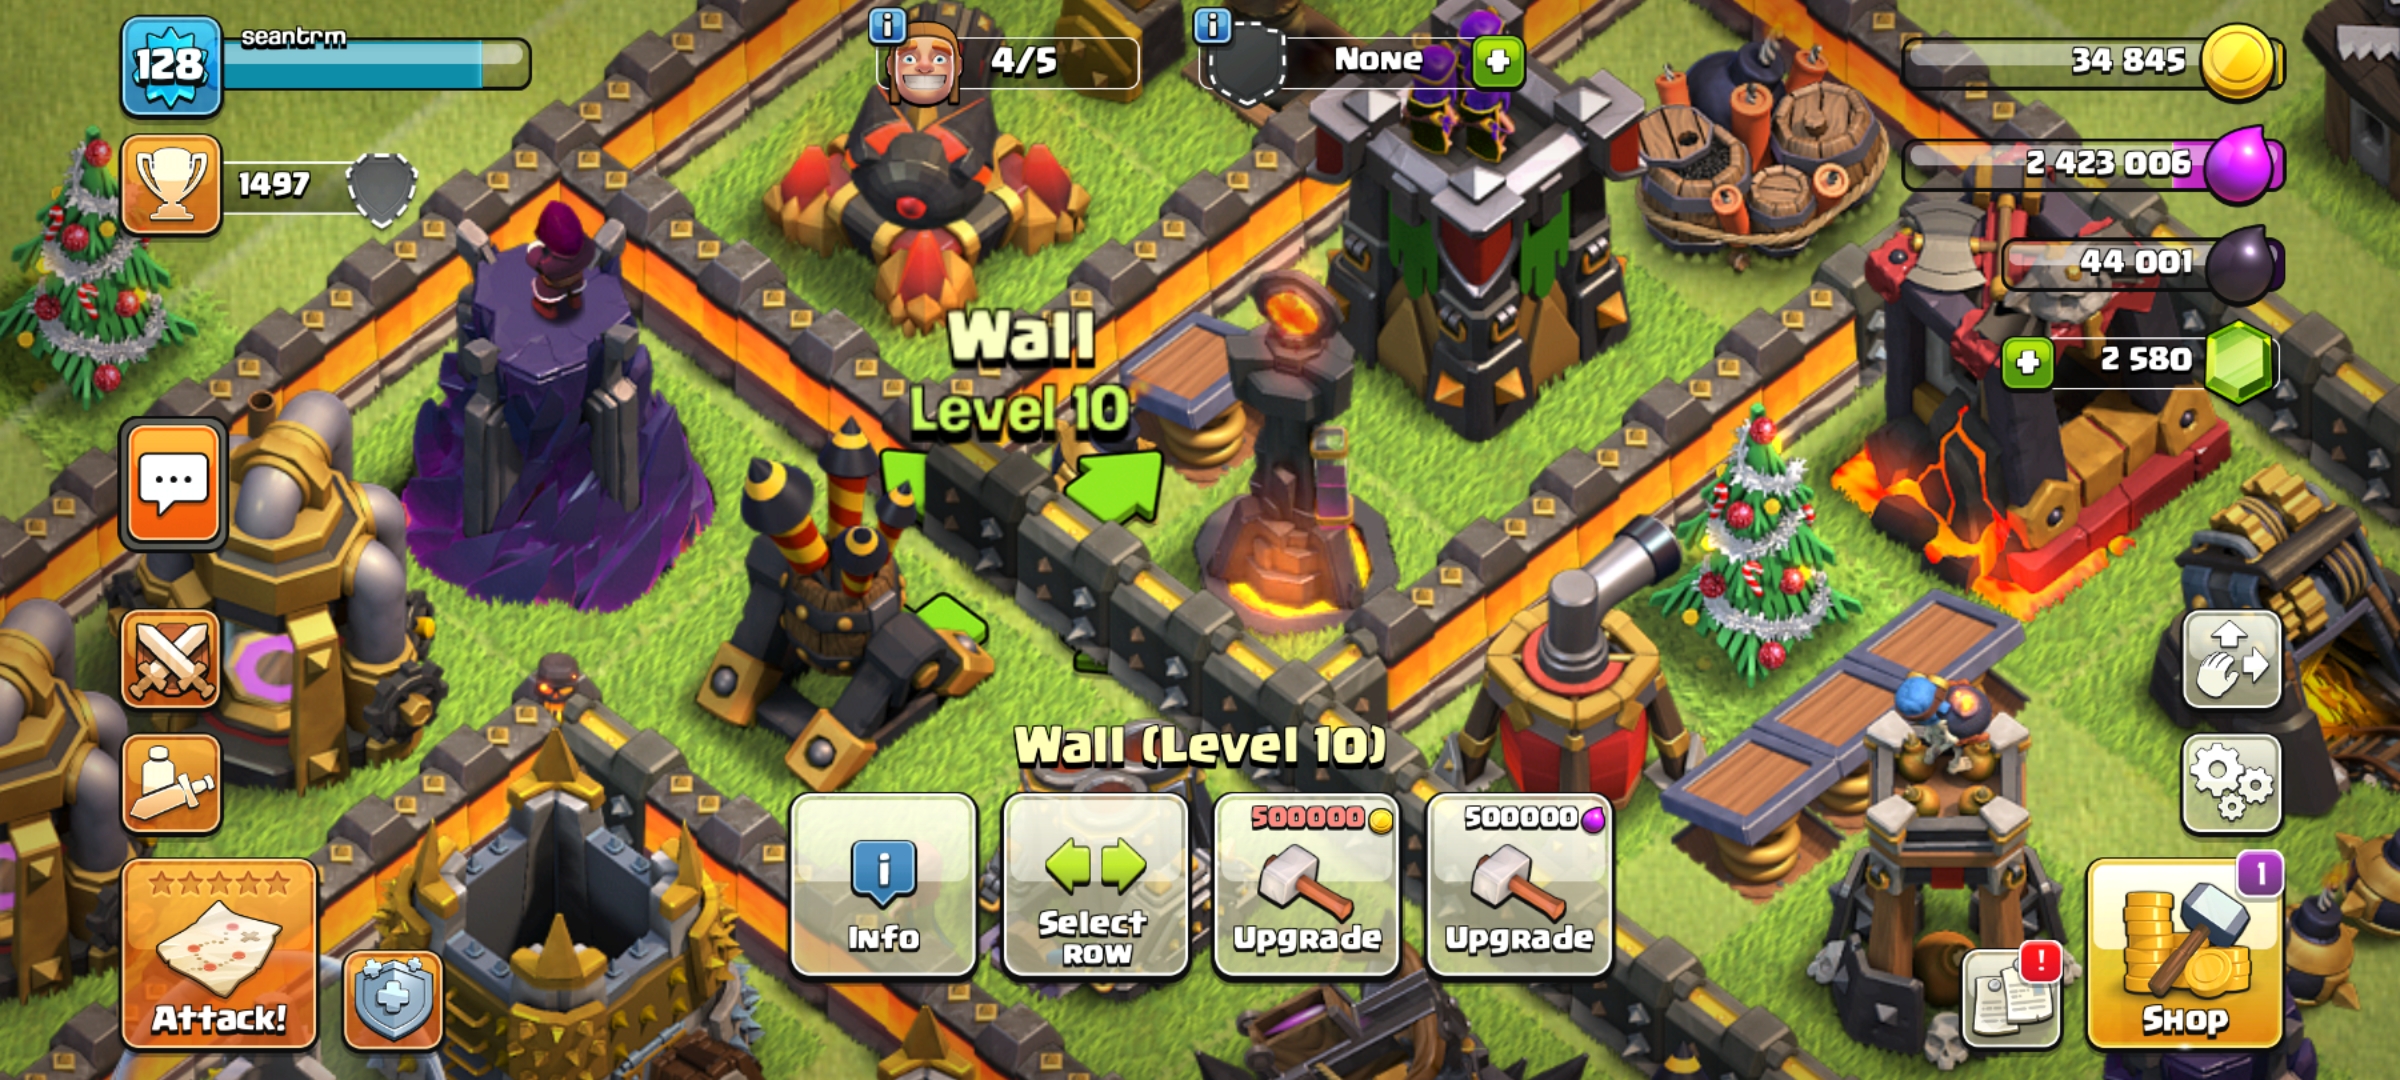 128
seantrm
4/5
None
34 845
1497
2 423 006
44 001
2 580
Wall
Level 10
Wall (Level 10)
Info
Select
Row
500000
Upgrade
500000
Upgrade
Attack!
!
1
Shop